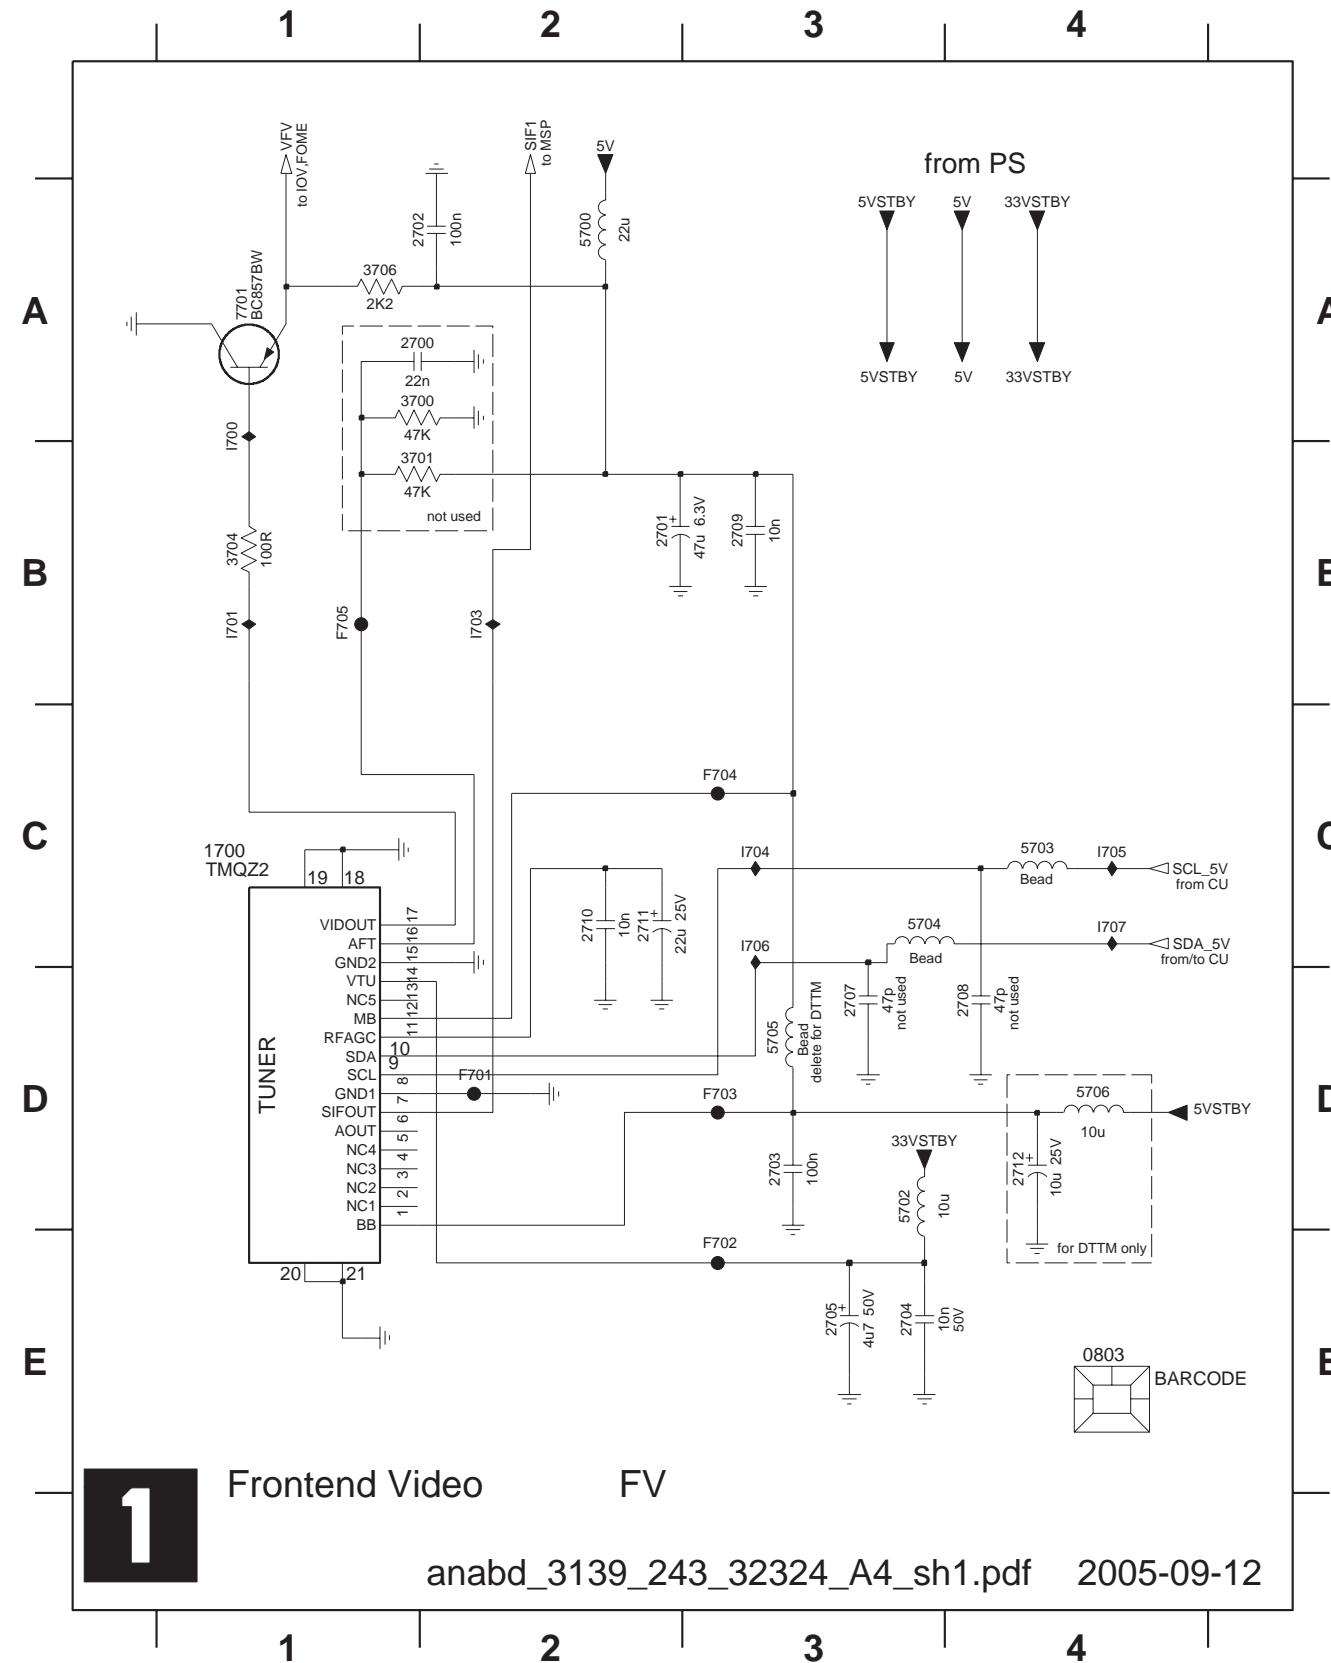 1 2 3 4
VFV
to IOV,FOME
SIF1
to MSP
5V
from PS
5VSTBY 5V 33VSTBY
2702
100n
5700
22u
7701
BC857BW
3706
2K2
A
A
2700
22n
5VSTBY 5V 33VSTBY
3700
47K
I700
3701
47K
not used
2701
+
47u 6.3V
2709
10n
3704
100R
B
B
I701
F705
I703
F704
C
C
1700
TMQZ2
19 18
I704
5703
Bead
I705
SCL_5V
from CU
VIDOUT 17
AFT 16
GND2 15
VTU 14
NC5 13
MB 12
RFAGC 11
SDA 10
SCL 9
GND1 8
SIFOUT 7
AOUT 6
NC4 5
NC3 4
NC2 3
NC1 2
BB 1
TUNER
2710
10n
2711
+
22u 25V
5704
Bead
I706
I707
SDA_5V
from/to CU
2707
47p
not used
2708
47p
not used
5705
Bead
delete for DTTM
F701
D
D
F703
5706
10u
5VSTBY
2703
100n
33VSTBY
5702
10u
2712
+
10u 25V
for DTTM only
F702
20 21
2705
+
4u7 50V
2704
10n
50V
E
E
0803
BARCODE
1
Frontend Video FV
anabd_3139_243_32324_A4_sh1.pdf 2005-09-12
1 2 3 4